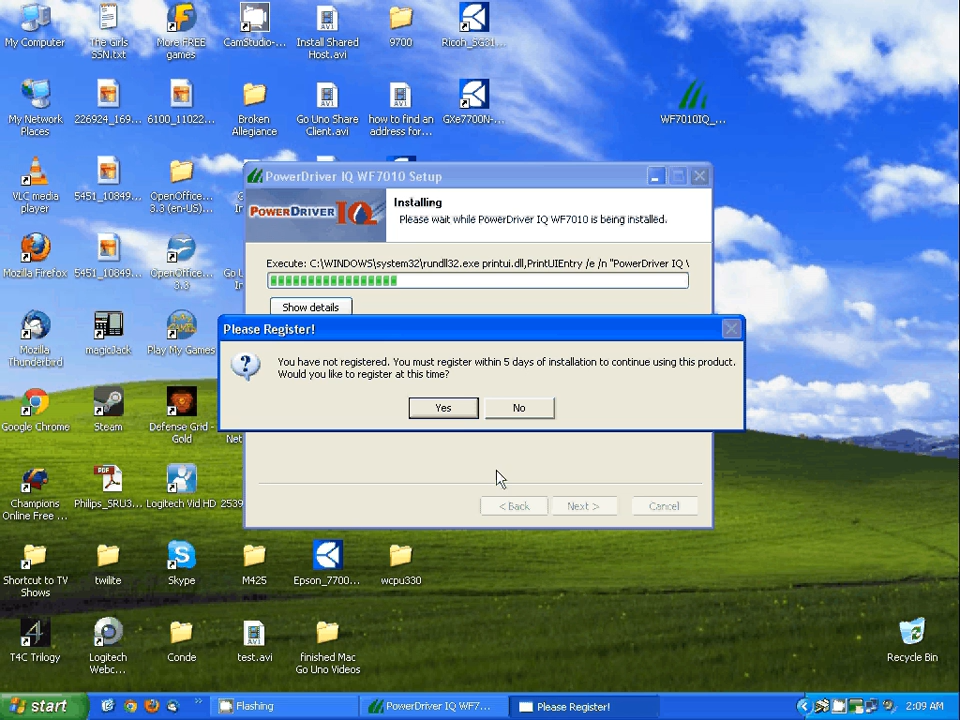 My Computer
The Girls
SSN.txt
More FREE
games
CamStudio-...
Install Shared
Host.avi
9700
Ricoh_SG31...
My Network
Places
226924_169...
6100_11022...
Broken
Allegiance
Go Uno Share
Client.avi
how to find an
address for...
GXe7700N-...
WF7010IQ_...
VLC media
player
5451_10849...
OpenOffice...
3.3 (en-US)...
PowerDriver IQ WF7010 Setup
POWERDRIVER IQ
Installing
Please wait while PowerDriver IQ WF7010 is being installed.
Mozilla Firefox
5451_10849...
OpenOffice...
3.3
Execute: C:\WINDOWS\system32\rundll32.exe printui.dll,PrintUIEntry /e /n "PowerDriver IQ \
Show details
Mozilla
Thunderbird
magicJack
Play My Games
Please Register!
You have not registered. You must register within 5 days of installation to continue using this product.
Would you like to register at this time?
Yes
No
Google Chrome
Steam
Defense Grid -
Gold
Net
Champions
Online Free ...
PDF
Philips_SRU3...
Logitech Vid HD
2539
< Back
Next >
Cancel
Shortcut to TV
Shows
twilite
Skype
M425
Epson_7700...
wcpu330
T4C Trilogy
Logitech
Webc...
Conde
test.avi
finished Mac
Go Uno Videos
Recycle Bin
start
Flashing
PowerDriver IQ WF7...
Please Register!
2:09 AM